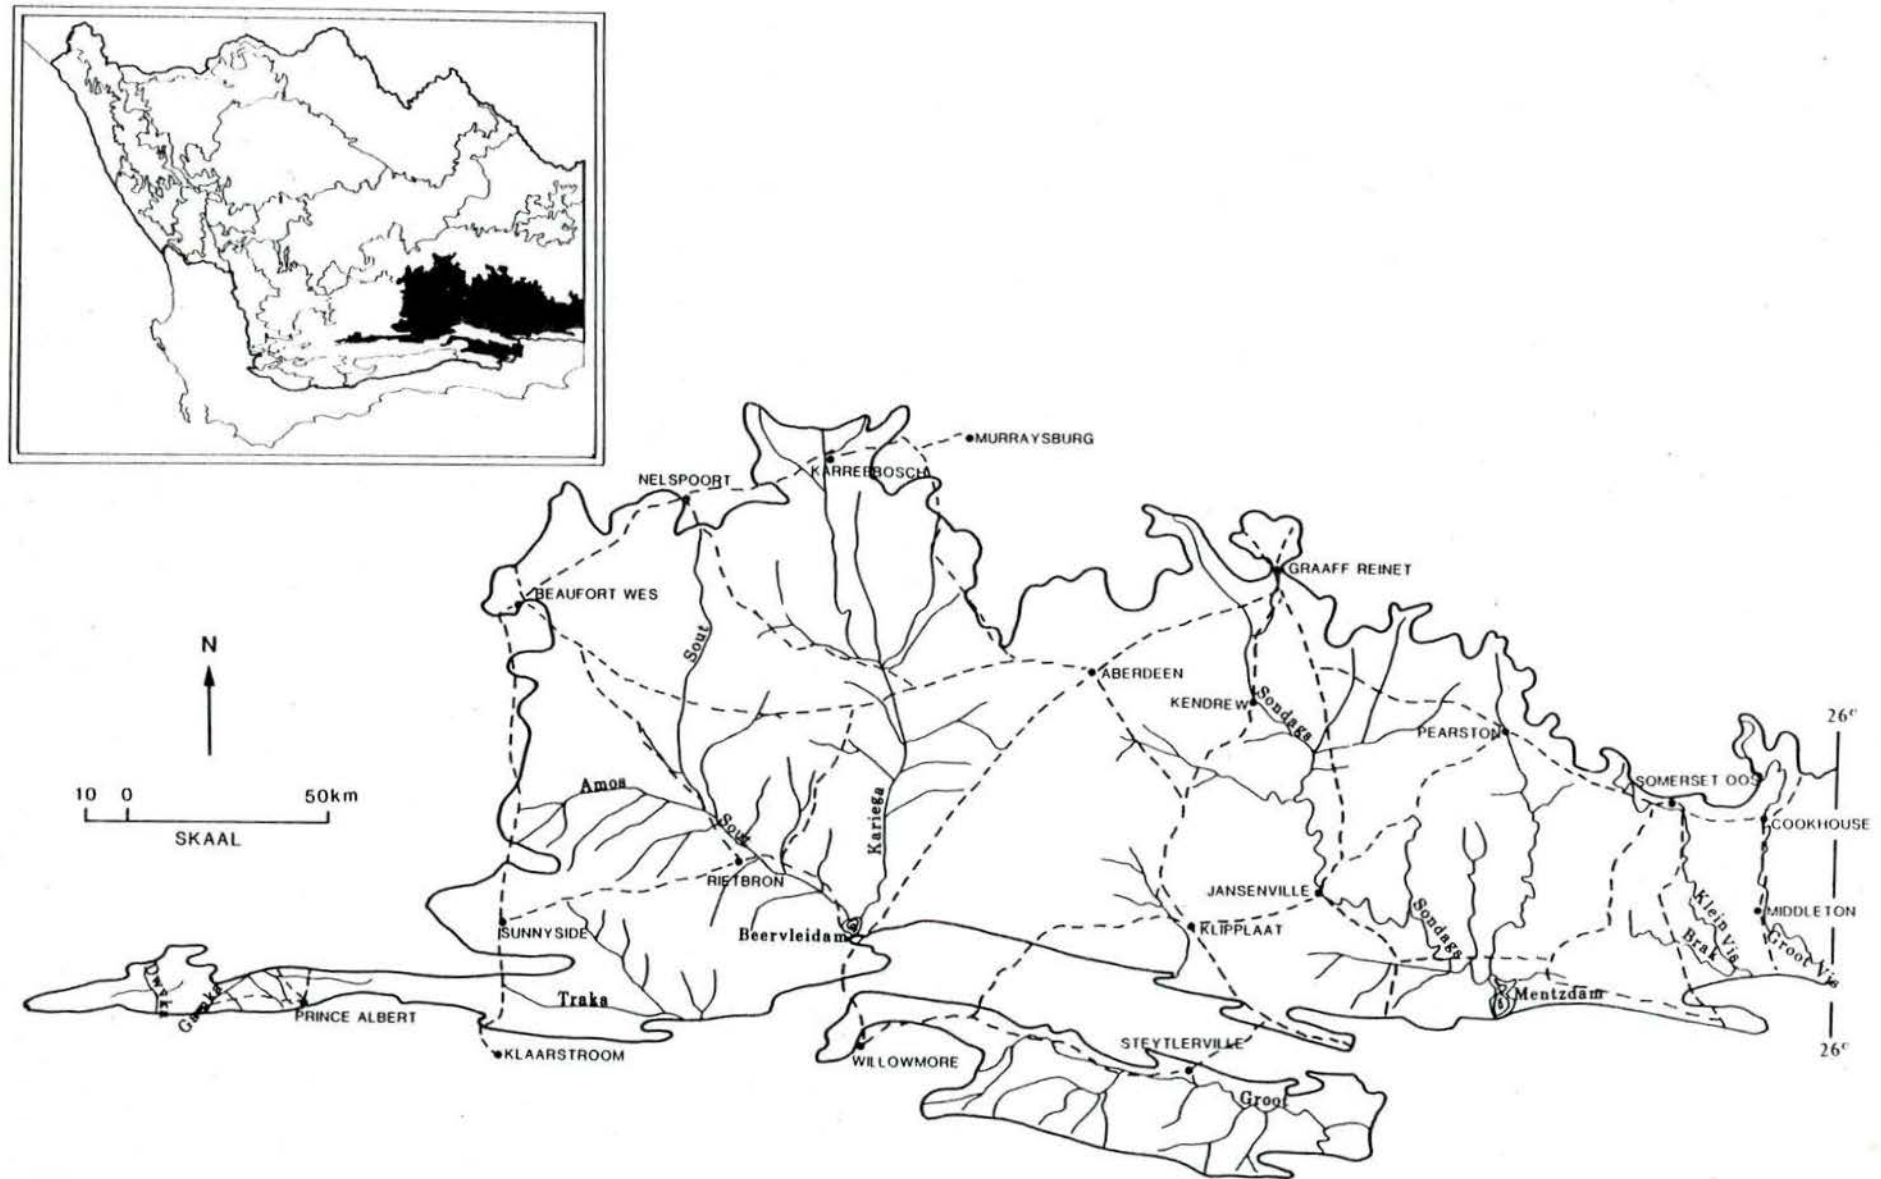 MURRAYSBURG
KARREEBOSCH
NELSPOORT
GRAAFF REINET
BEAUFORT WES
N
Sout
ABERDEEN
KENDREW
Sondags
PEARSTON
26°
SOMERSET OOS
10 0 50km
SKAAL
Amos
Sout
Kariega
COOKHOUSE
RIETBRON
JANSENVILLE
Sondags
Klein Vis
MIDDLETON
SUNNYSIDE
Beervleidam
KLIPPLAAT
Brak
Groot Vis
Gamka
PRINCE ALBERT
Traka
Mentzdam
KLAARSTROOM
WILLOWMORE
STEYTLERVILLE
26°
Groot